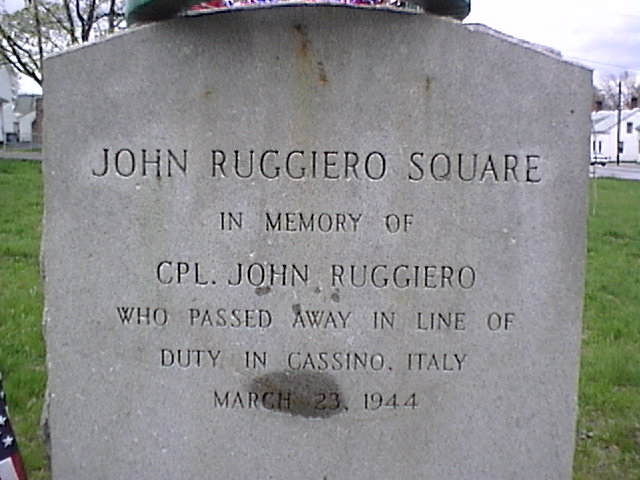 JOHN RUGGIERO SQUARE
IN MEMORY OF
CPL. JOHN RUGGIERO
WHO PASSED AWAY IN LINE OF
DUTY IN CASSINO, ITALY
MARCH 23, 1944